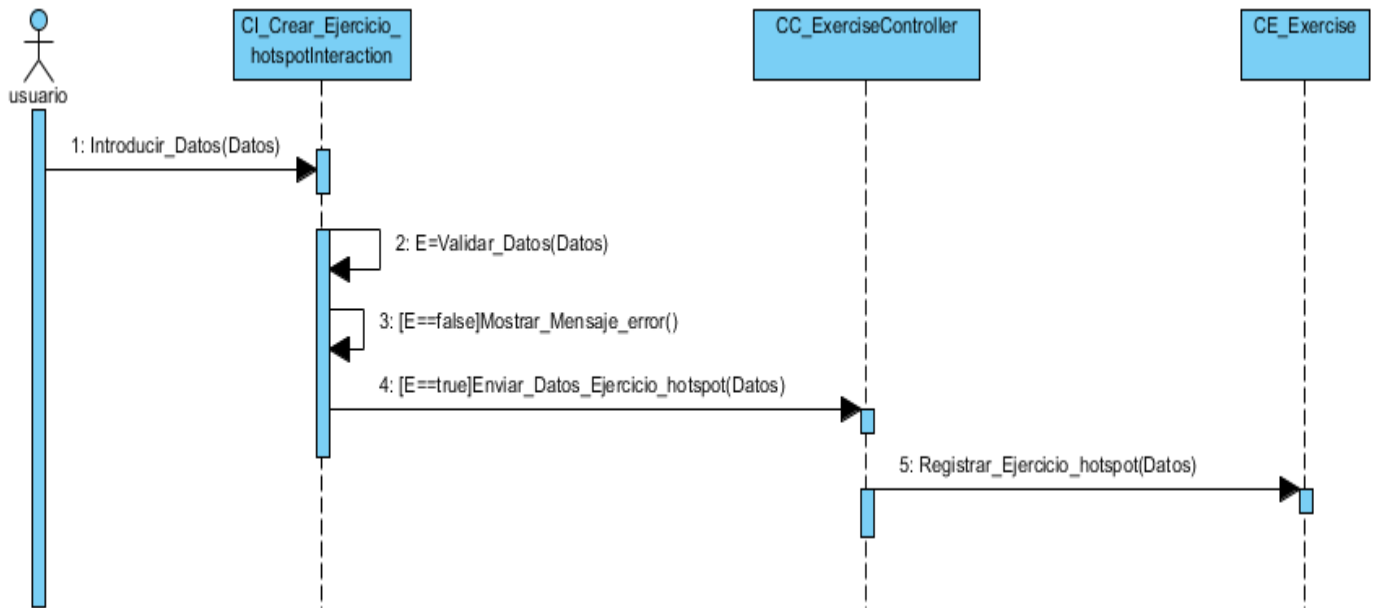 CI_Crear_Ejercicio_
hotspotInteraction
CC_ExerciseController
CE_Exercise
usuario
1: Introducir_Datos(Datos)
2: E=Validar_Datos(Datos)
3: [E==false]Mostrar_Mensaje_error()
4: [E==true]Enviar_Datos_Ejercicio_hotspot(Datos)
5: Registrar_Ejercicio_hotspot(Datos)